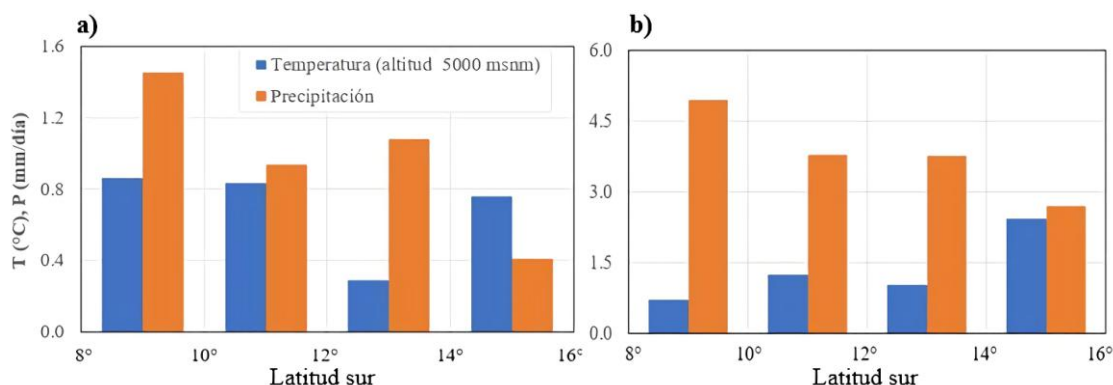 a)
T (°C), P (mm/día)
1.6
1.2
0.8
0.4
0.0
Temperatura (altitud 5000 msnm)
Precipitación
8° 10° 12° 14° 16°
Latitud sur
b)
6.0
4.5
3.0
1.5
0.0
8° 10° 12° 14° 16°
Latitud sur